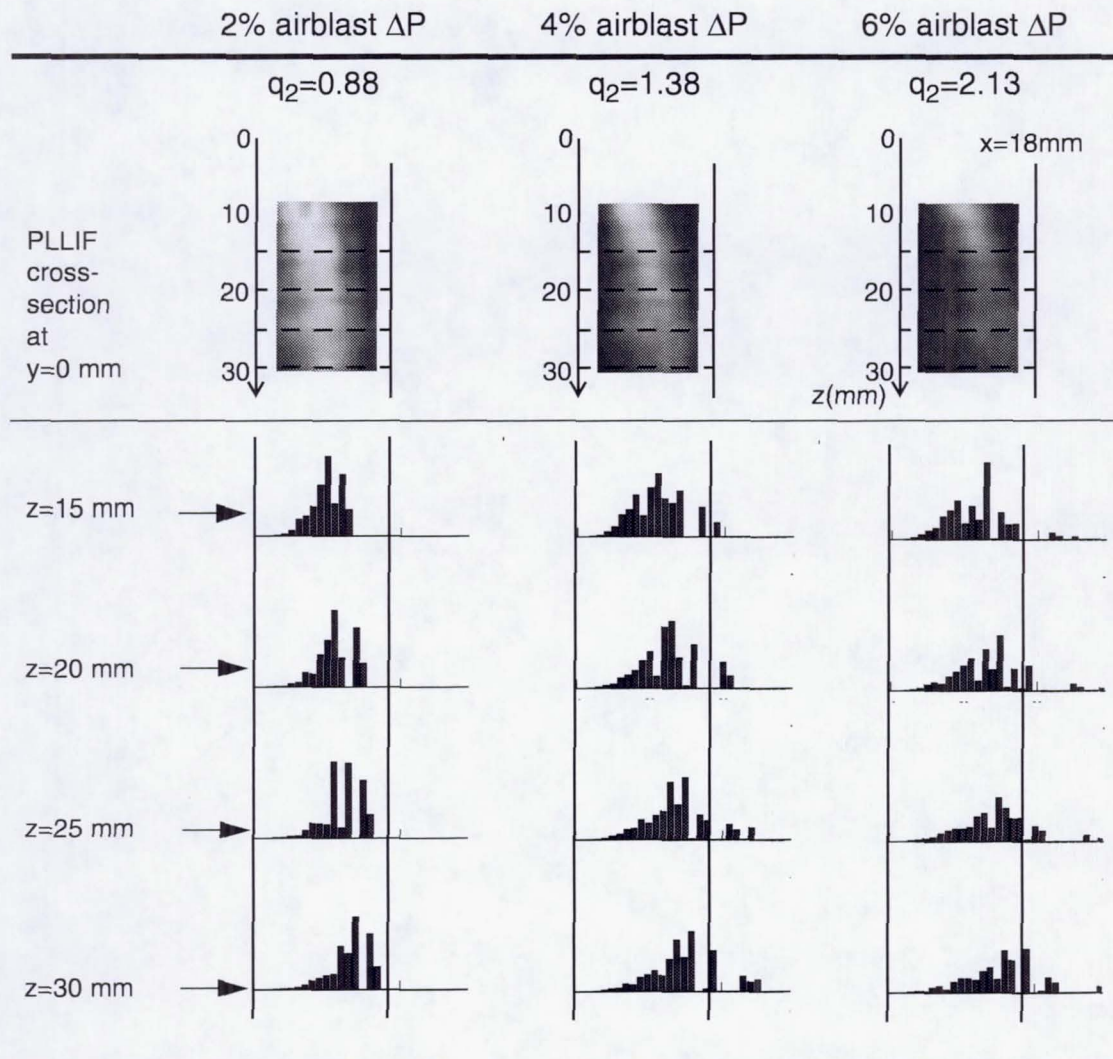 2% airblast ΔP 4% airblast ΔP 6% airblast ΔP
q₂=0.88 q₂=1.38 q₂=2.13
0 0 0 x=18mm
10 10 10
PLLIF
cross-
section
at
y=0 mm
20 20 20
30 30 30
z(mm)
z=15 mm
z=20 mm
z=25 mm
z=30 mm